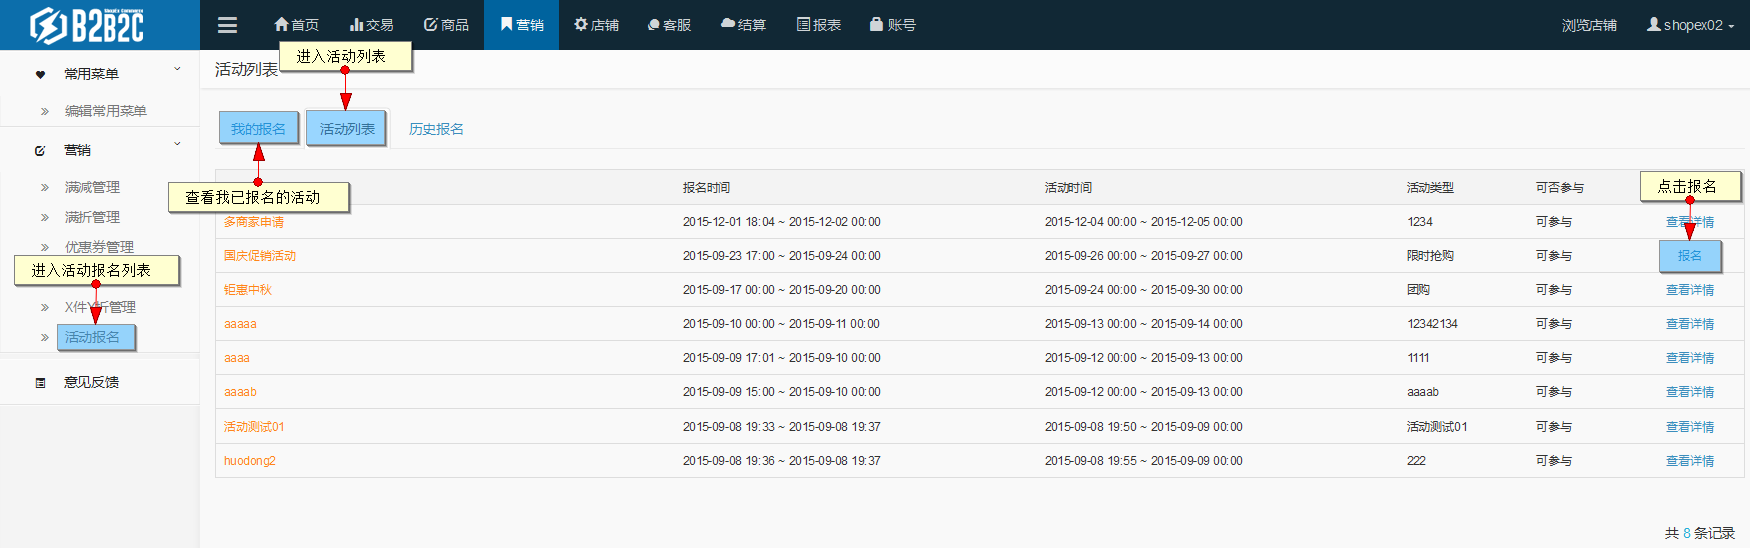 B2B2C
首页
交易
商品
营销
店铺
客服
结算
报表
账号
浏览店铺
shopex02
常用菜单
编辑常用菜单
营销
满减管理
满折管理
优惠券管理
进入活动报名列表
X件Y折管理
活动报名
意见反馈
活动列表
进入活动列表
我的报名
活动列表
历史报名
查看我已报名的活动
报名时间 活动时间 活动类型 可否参与
点击报名
多商家申请 2015-12-01 18:04 ~ 2015-12-02 00:00 2015-12-04 00:00 ~ 2015-12-05 00:00 1234 可参与 查看详情
国庆促销活动 2015-09-23 17:00 ~ 2015-09-24 00:00 2015-09-26 00:00 ~ 2015-09-27 00:00 限时抢购 可参与 报名
钜惠中秋 2015-09-17 00:00 ~ 2015-09-20 00:00 2015-09-24 00:00 ~ 2015-09-30 00:00 团购 可参与 查看详情
aaaaa 2015-09-10 00:00 ~ 2015-09-11 00:00 2015-09-13 00:00 ~ 2015-09-14 00:00 12342134 可参与 查看详情
aaaa 2015-09-09 17:01 ~ 2015-09-10 00:00 2015-09-12 00:00 ~ 2015-09-13 00:00 1111 可参与 查看详情
aaaab 2015-09-09 15:00 ~ 2015-09-10 00:00 2015-09-12 00:00 ~ 2015-09-13 00:00 aaaab 可参与 查看详情
活动测试01 2015-09-08 19:33 ~ 2015-09-08 19:37 2015-09-08 19:50 ~ 2015-09-09 00:00 活动测试01 可参与 查看详情
huodong2 2015-09-08 19:36 ~ 2015-09-08 19:37 2015-09-08 19:55 ~ 2015-09-09 00:00 222 可参与 查看详情
共 8 条记录